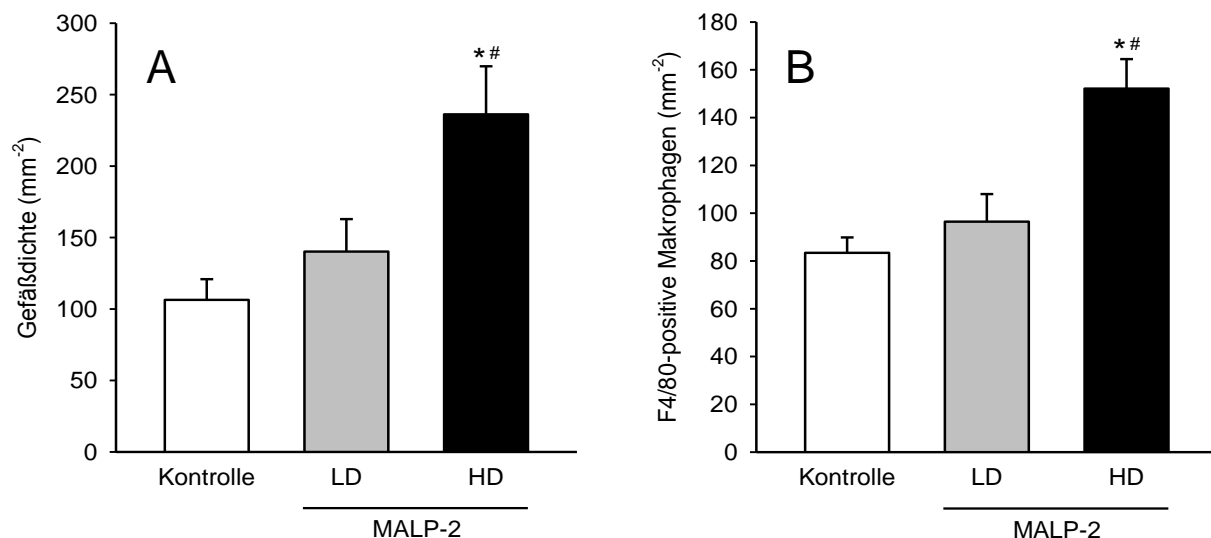 A
Gefäßdichte (mm⁻²)
300
250
200
150
100
50
0
*#
Kontrolle
LD
HD
MALP-2
B
F4/80-positive Makrophagen (mm⁻²)
180
160
140
120
100
80
60
40
20
0
*#
Kontrolle
LD
HD
MALP-2